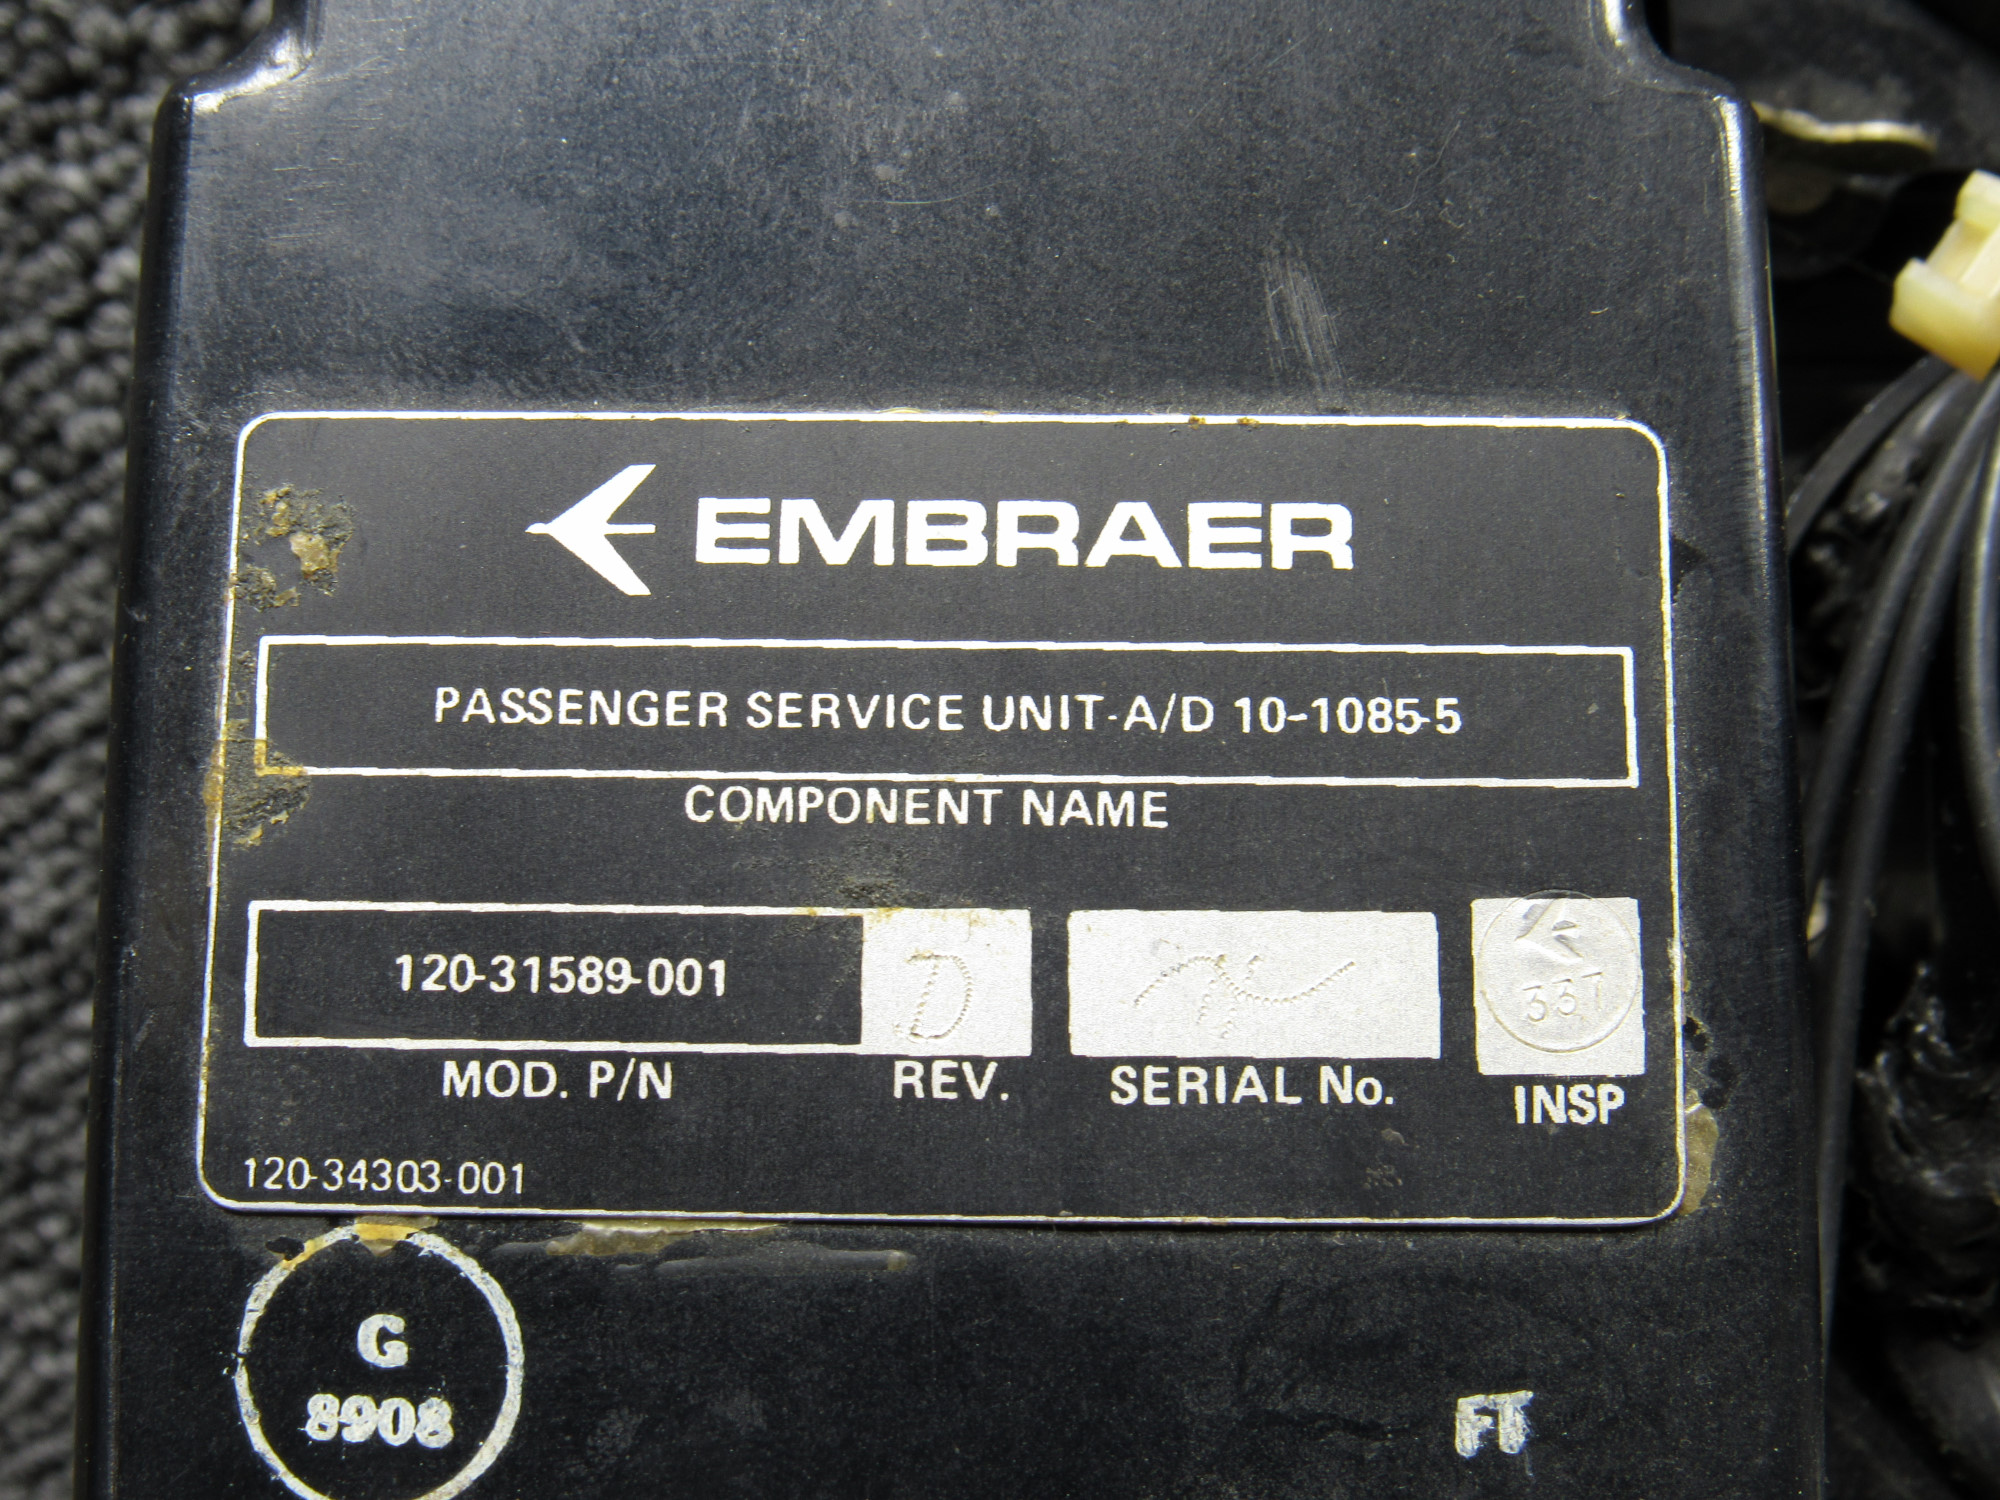 EMBRAER
PASSENGER SERVICE UNIT-A/D 10-1085-5
COMPONENT NAME
120-31589-001 D
337
MOD. P/N REV. SERIAL No. INSP
120-34303-001
G
8908
FT